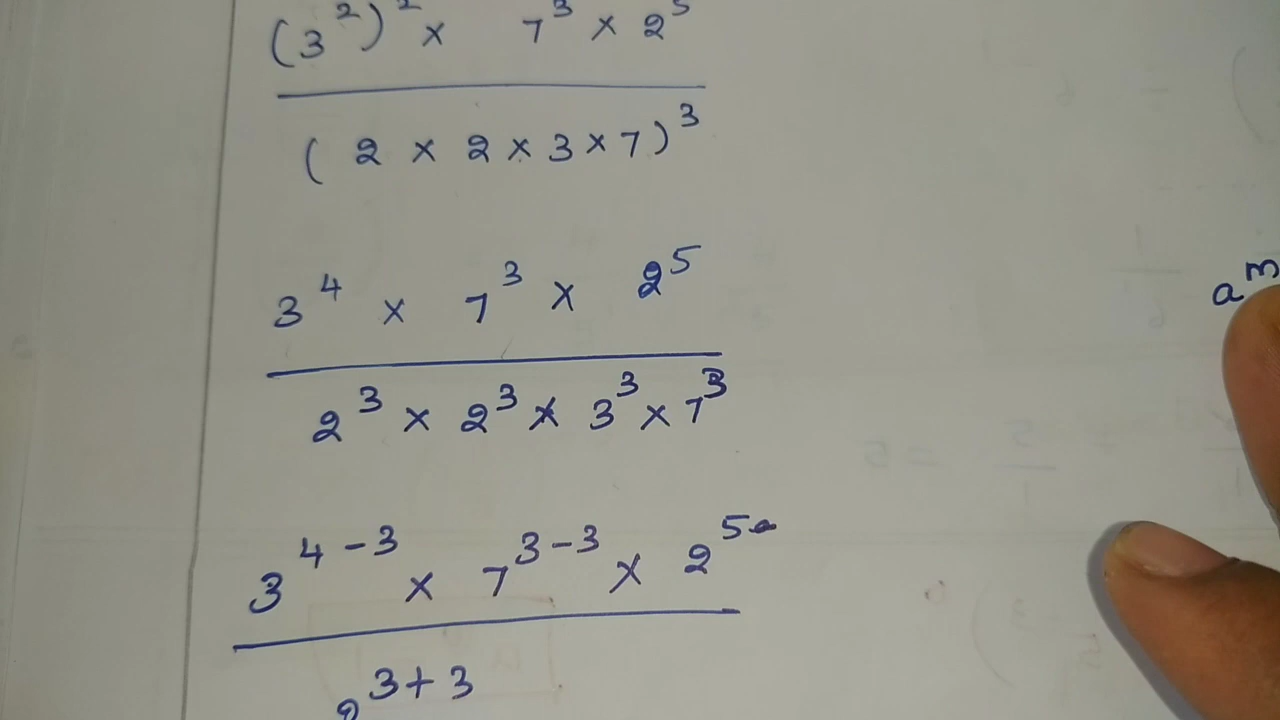 (3²)² × 7³ × 2⁵
(2 × 2 × 3 × 7)³
3⁴ × 7³ × 2⁵
aᵐ
2³ × 2³ × 3³ × 7³
3⁴⁻³ × 7³⁻³ × 2⁵
2³⁺³